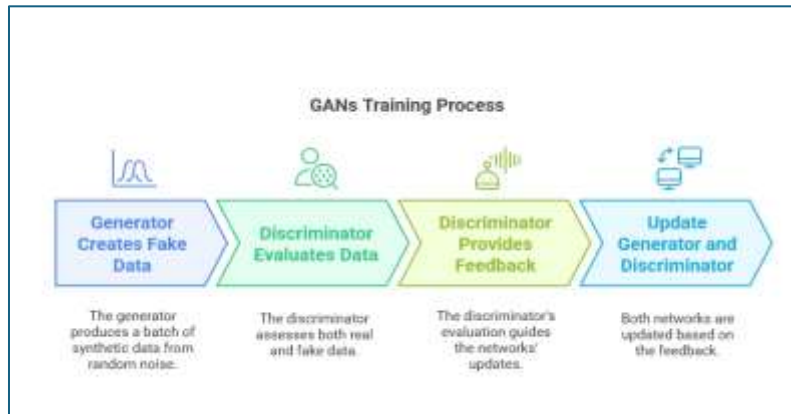 GANs Training Process
Generator
Creates Fake
Data
Discriminator
Evaluates Data
Discriminator
Provides
Feedback
Update
Generator and
Discriminator
The generator
produces a batch of
synthetic data from
random noise.
The discriminator
assesses both real
and fake data.
The discriminator's
evaluation guides
the networks'
updates.
Both networks are
updated based on
the feedback.